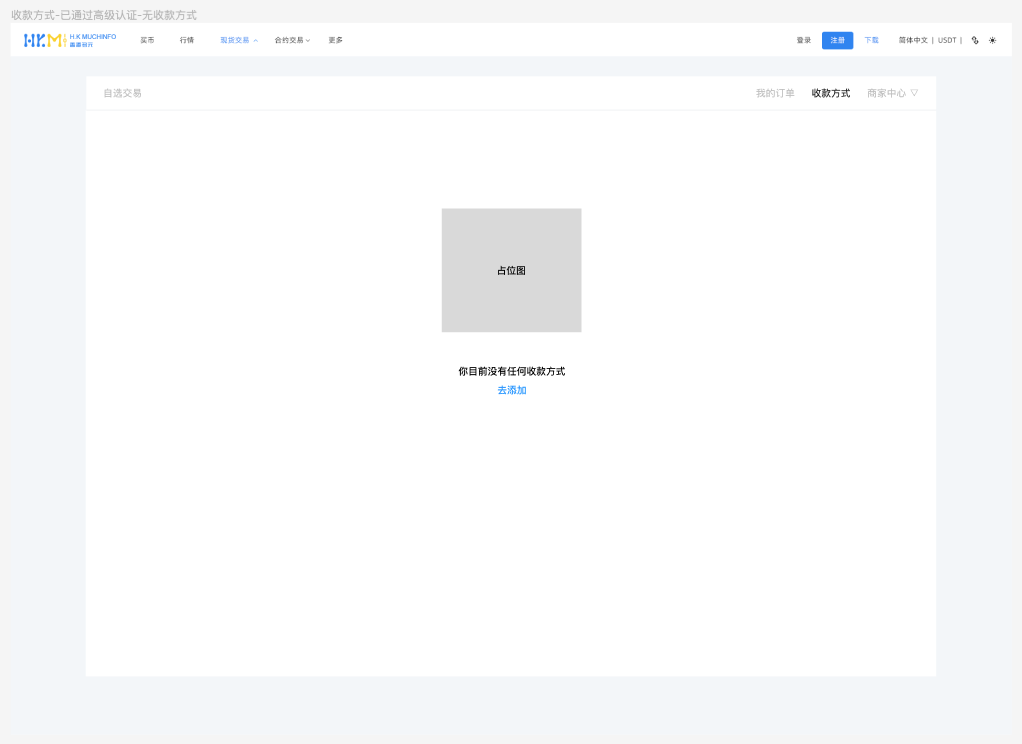 收款方式-已通过高级认证-无收款方式
H.K MUCHINFO
买币
行情
现货交易
合约交易
更多
登录
注册
下载
简体中文 | USDT |
自选交易
我的订单
收款方式
商家中心 ▽
占位图
你目前没有任何收款方式
去添加